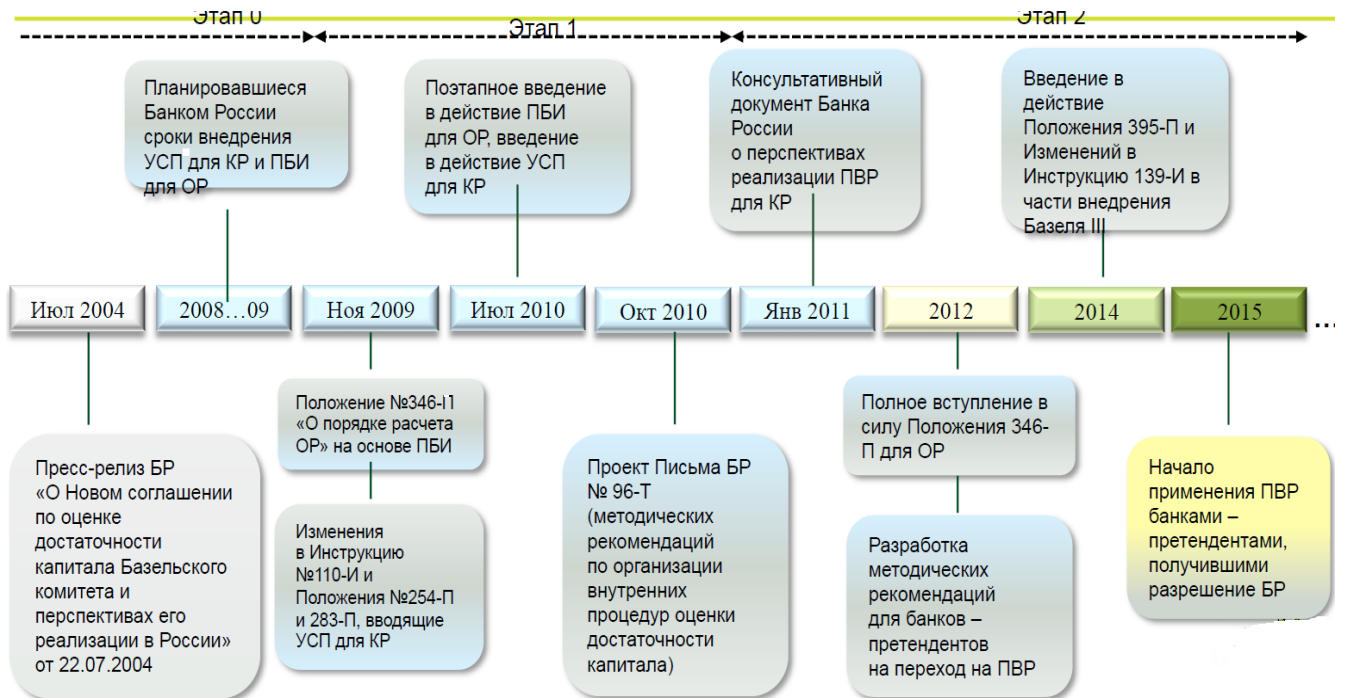 Этап 0
Этап 1
Этап 2
Планировавшиеся
Банком России
сроки внедрения
УСП для КР и ПБИ
для ОР
Поэтапное введение
в действие ПБИ
для ОР, введение
в действие УСП
для КР
Консультативный
документ Банка
России
о перспективах
реализации ПВР
для КР
Введение в
действие
Положения 395-П и
Изменений в
Инструкцию 139-И в
части внедрения
Базеля III
Июл 2004
2008...09
Ноя 2009
Июл 2010
Окт 2010
Янв 2011
2012
2014
2015
...
Пресс-релиз БР
«О Новом соглашении
по оценке
достаточности
капитала Базельского
комитета и
перспективах его
реализации в России»
от 22.07.2004
Положение №346-П
«О порядке расчета
ОР» на основе ПБИ
Изменения
в Инструкцию
№110-И и
Положения №254-П
и 283-П, вводящие
УСП для КР
Проект Письма БР
№ 96-Т
(методических
рекомендаций
по организации
внутренних
процедур оценки
достаточности
капитала)
Полное вступление в
силу Положения 346-
П для ОР
Разработка
методических
рекомендаций
для банков –
претендентов
на переход на ПВР
Начало
применения ПВР
банками –
претендентами,
получившими
разрешение БР